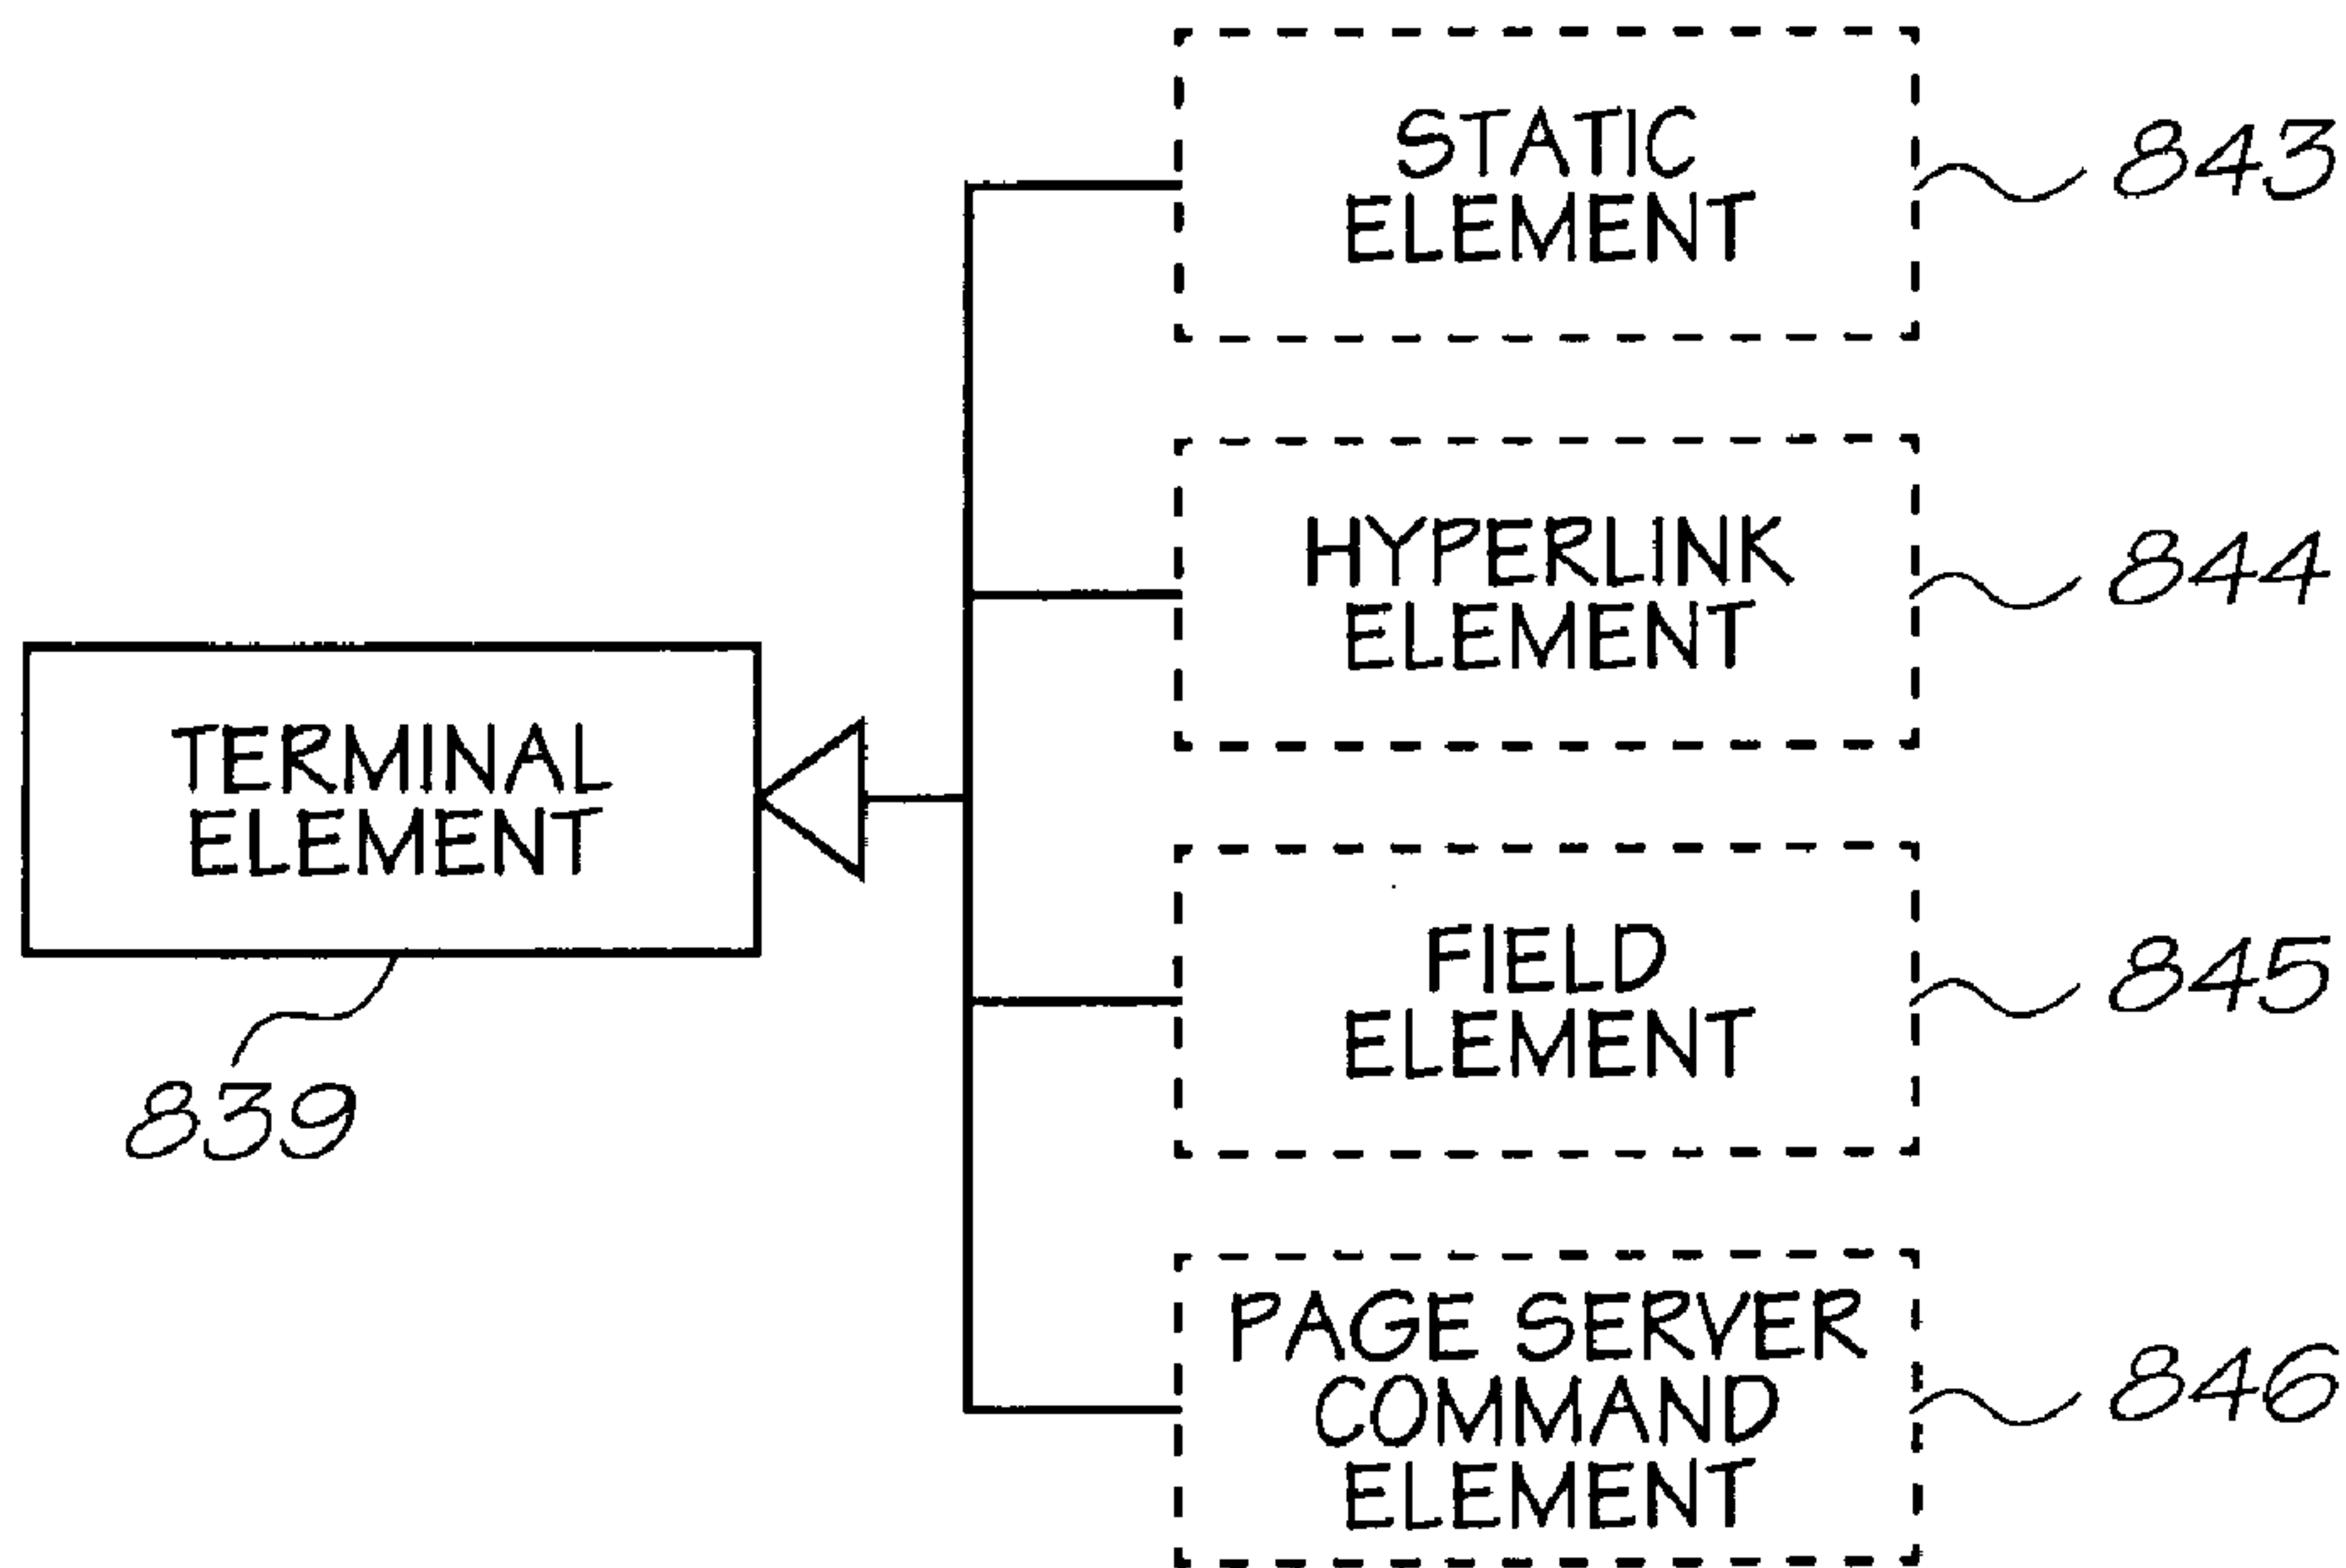 STATIC
ELEMENT
843
HYPERLINK
ELEMENT
844
TERMINAL
ELEMENT
839
FIELD
ELEMENT
845
PAGE SERVER
COMMAND
ELEMENT
846